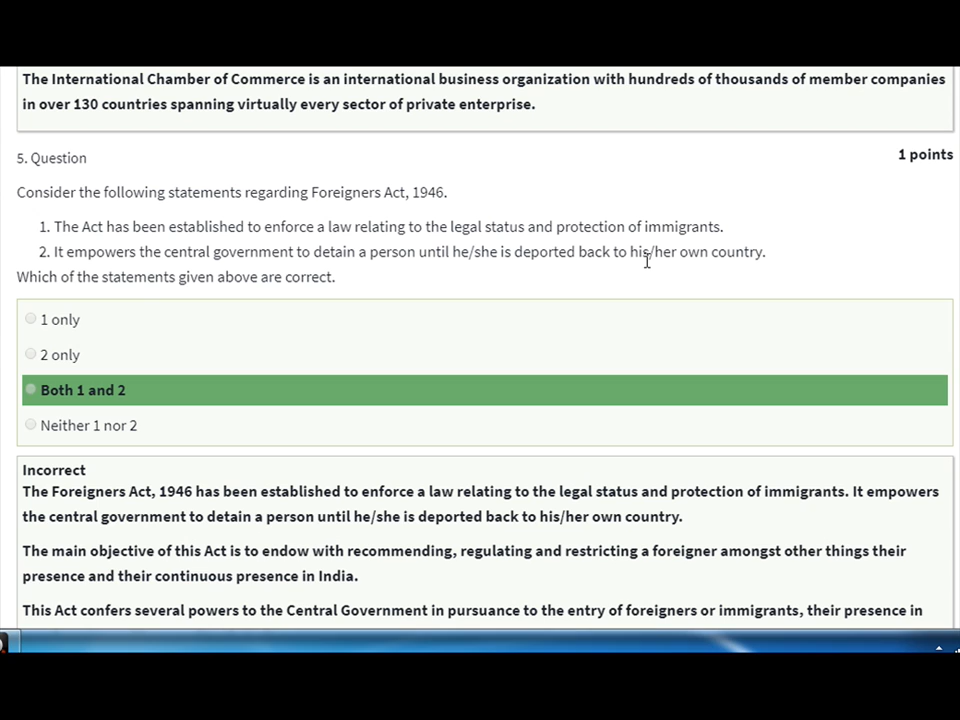 The International Chamber of Commerce is an international business organization with hundreds of thousands of member companies
in over 130 countries spanning virtually every sector of private enterprise.
5. Question
1 points
Consider the following statements regarding Foreigners Act, 1946.
1. The Act has been established to enforce a law relating to the legal status and protection of immigrants.
2. It empowers the central government to detain a person until he/she is deported back to his/her own country.
Which of the statements given above are correct.
1 only
2 only
Both 1 and 2
Neither 1 nor 2
Incorrect
The Foreigners Act, 1946 has been established to enforce a law relating to the legal status and protection of immigrants. It empowers
the central government to detain a person until he/she is deported back to his/her own country.
The main objective of this Act is to endow with recommending, regulating and restricting a foreigner amongst other things their
presence and their continuous presence in India.
This Act confers several powers to the Central Government in pursuance to the entry of foreigners or immigrants, their presence in